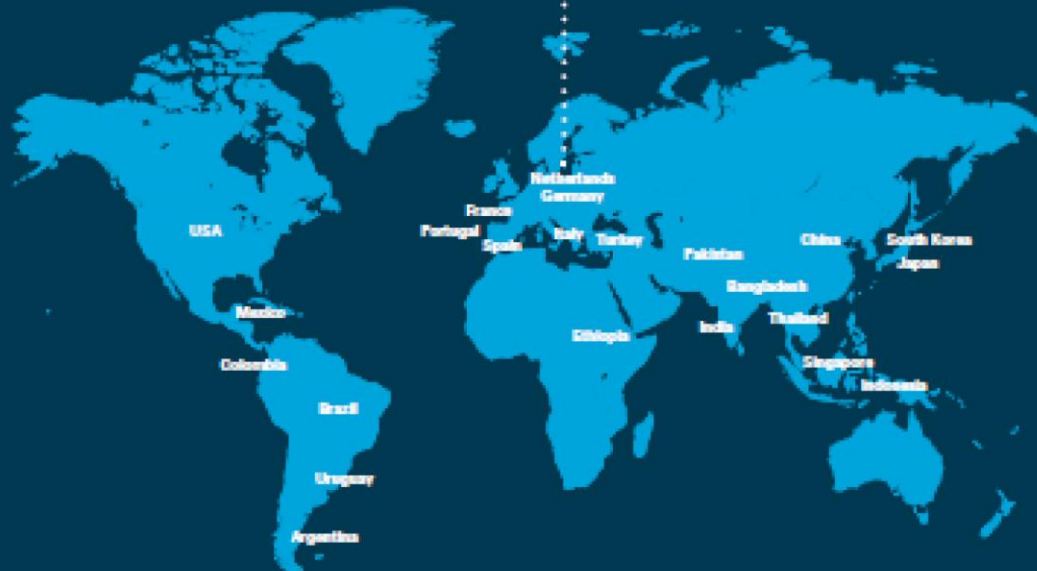 Netherlands
Germany
France
Portugal
Spain
Italy
Turkey
USA
Pakistan
China
South Korea
Japan
Bangladesh
Mexico
India
Thailand
Ethiopia
Colombia
Singapore
Indonesia
Brazil
Uruguay
Argentina